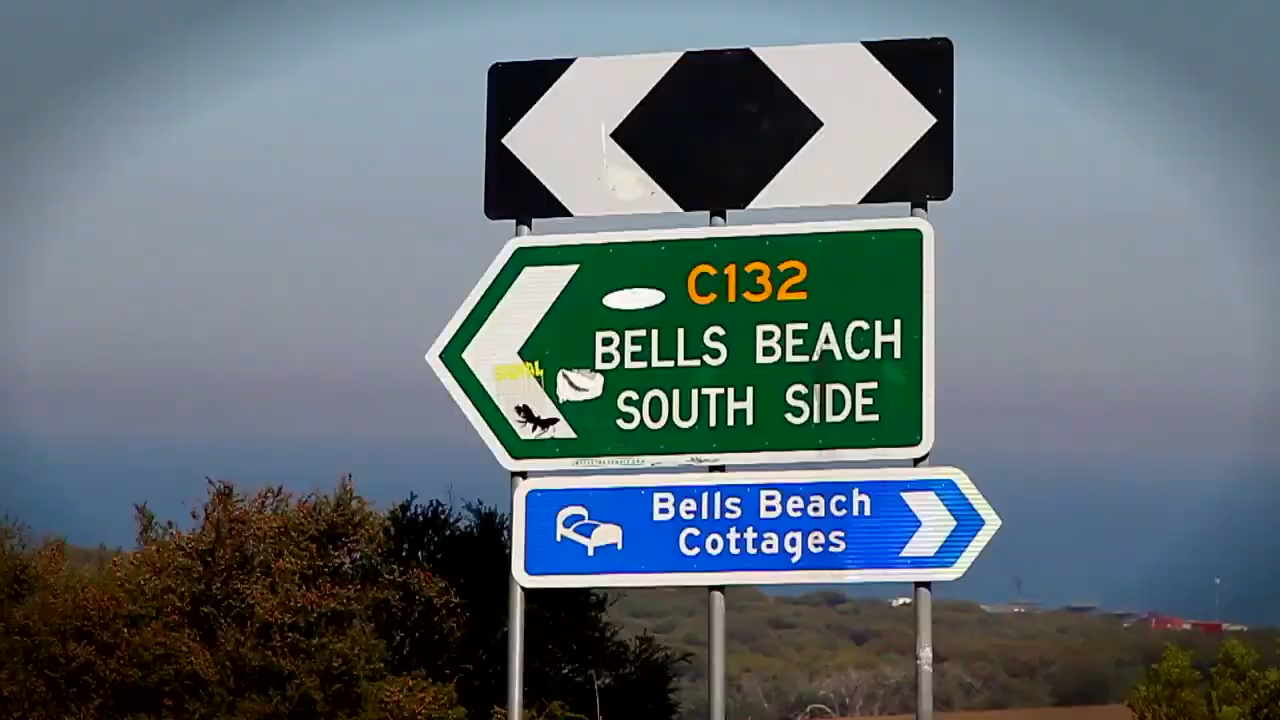 C132
BELLS BEACH
SOUTH SIDE
Bells Beach
Cottages